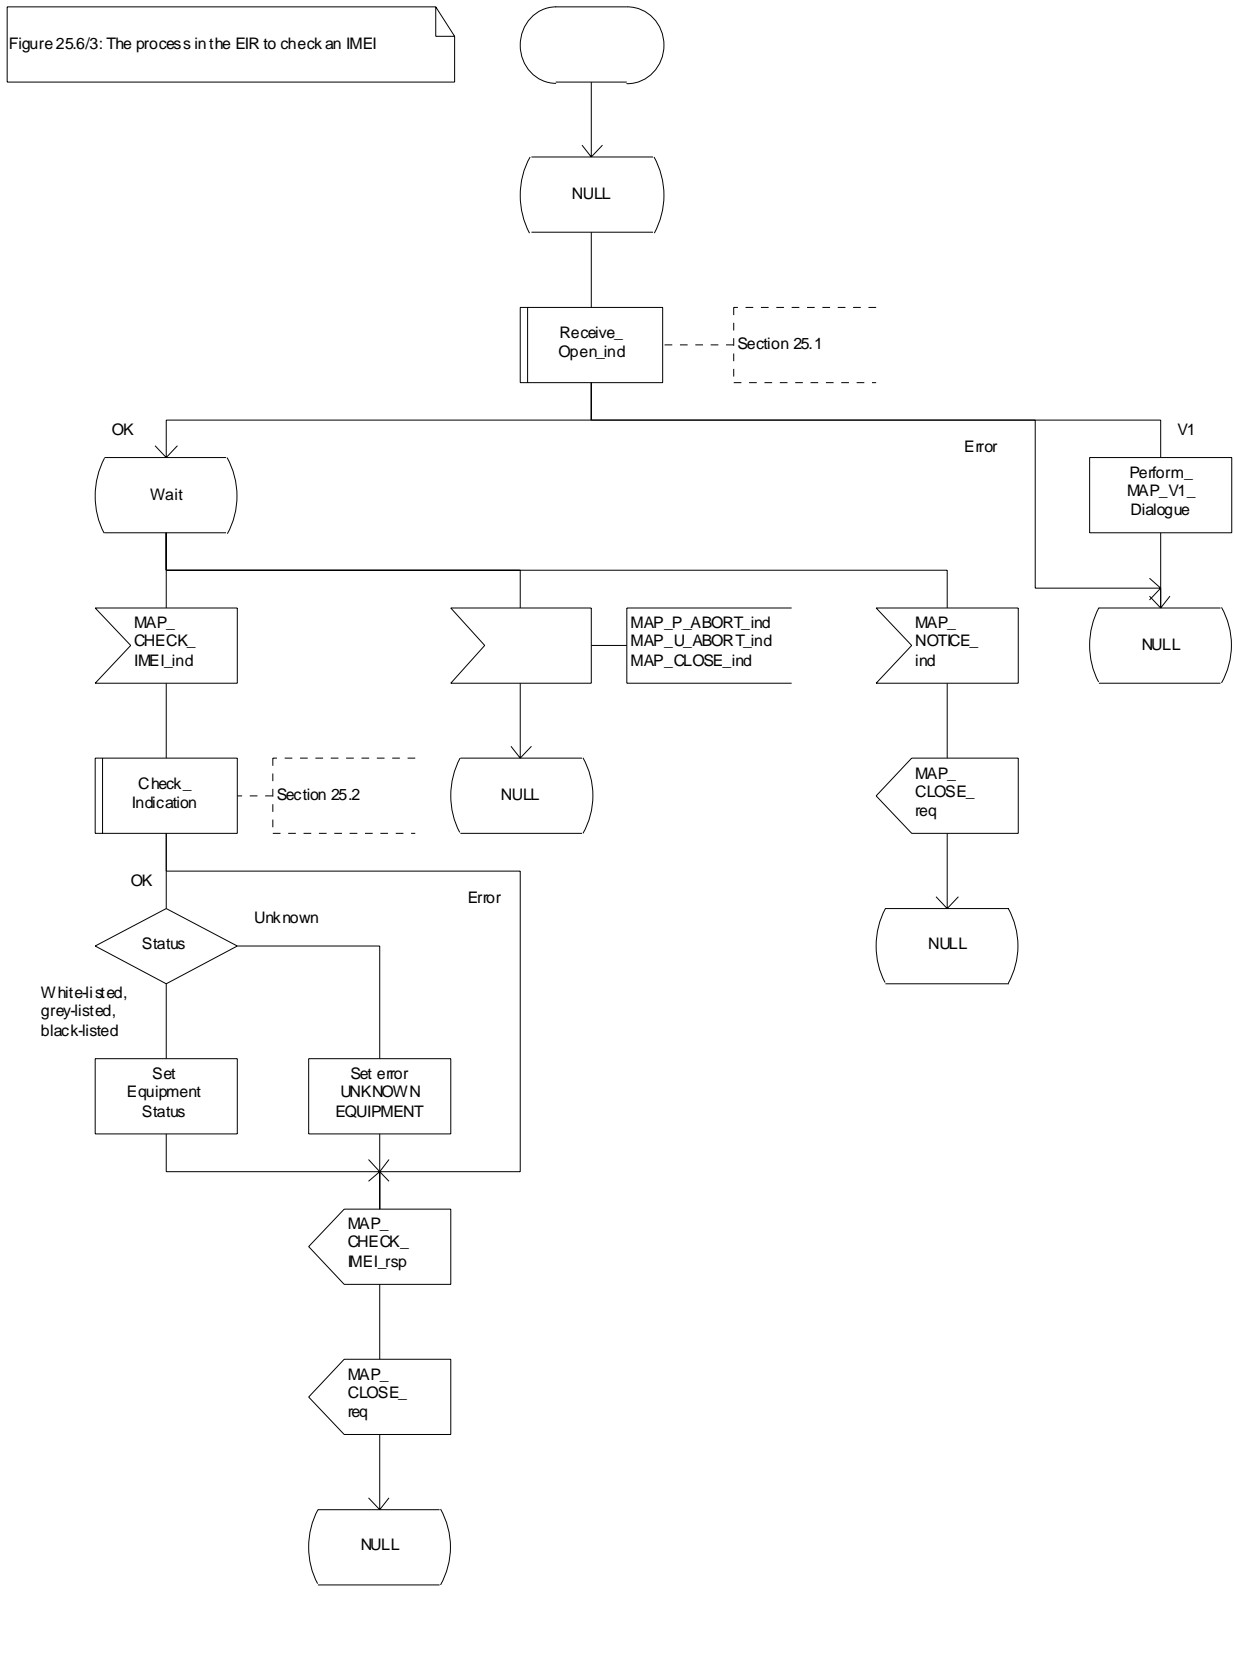 Figure 25.6/3: The process in the EIR to check an IMEI
NULL
Receive_
Open_ind
Section 25.1
OK
Error
V1
Wait
Perform_
MAP_V1_
Dialogue
MAP_
CHECK_
IMEI_ind
MAP_P_ABORT_ind
MAP_U_ABORT_ind
MAP_CLOSE_ind
MAP_
NOTICE_
ind
NULL
Check_
Indication
Section 25.2
NULL
MAP_
CLOSE_
req
OK
Error
Unknown
Status
NULL
White-listed,
grey-listed,
black-listed
Set
Equipment
Status
Set error
UNKNOWN
EQUIPMENT
MAP_
CHECK_
IMEI_rsp
MAP_
CLOSE_
req
NULL